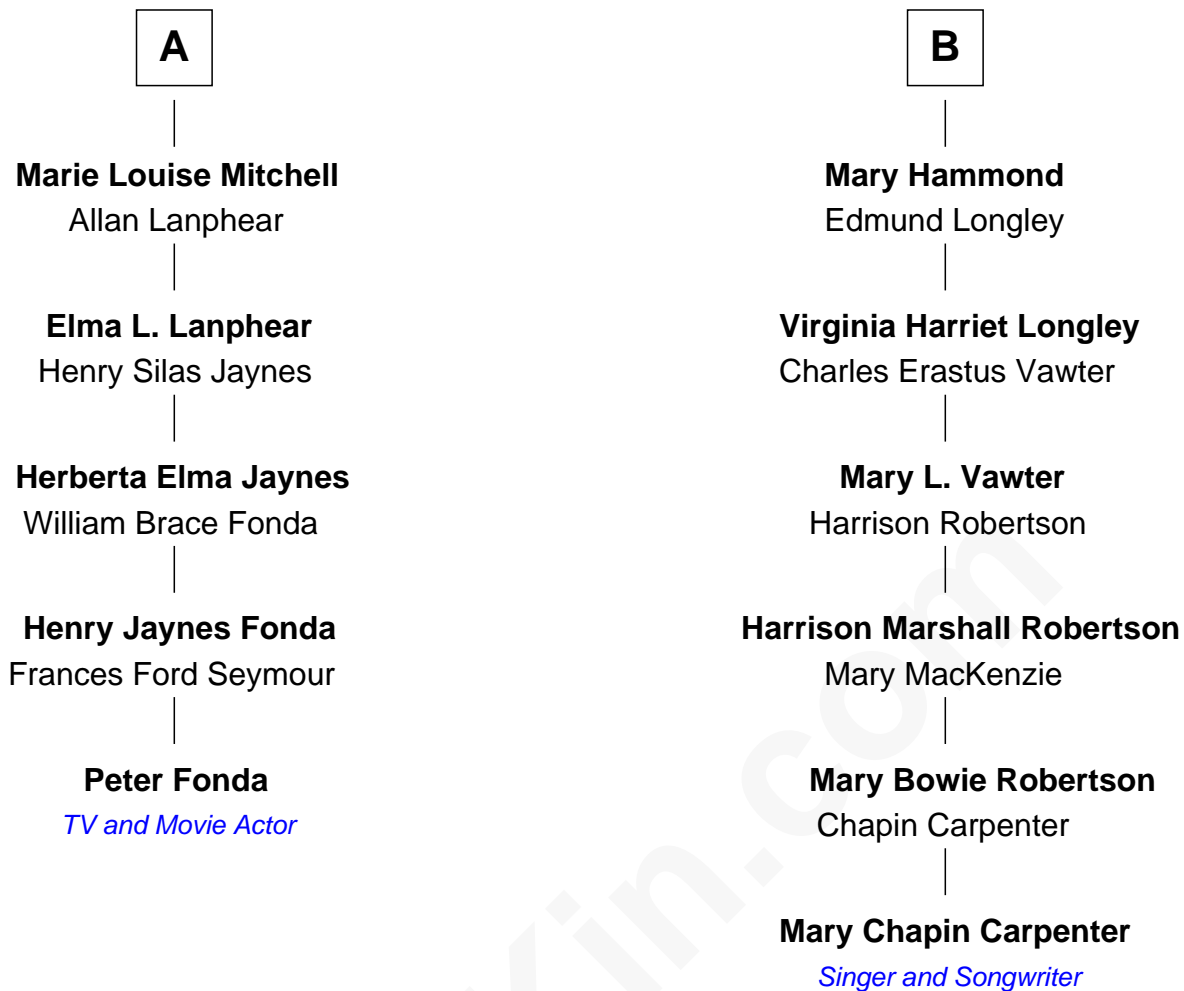 A
Marie Louise Mitchell
Allan Lanphear
Elma L. Lanphear
Henry Silas Jaynes
Herberta Elma Jaynes
William Brace Fonda
Henry Jaynes Fonda
Frances Ford Seymour
Peter Fonda
TV and Movie Actor
B
Mary Hammond
Edmund Longley
Virginia Harriet Longley
Charles Erastus Vawter
Mary L. Vawter
Harrison Robertson
Harrison Marshall Robertson
Mary MacKenzie
Mary Bowie Robertson
Chapin Carpenter
Mary Chapin Carpenter
Singer and Songwriter
Kin.com